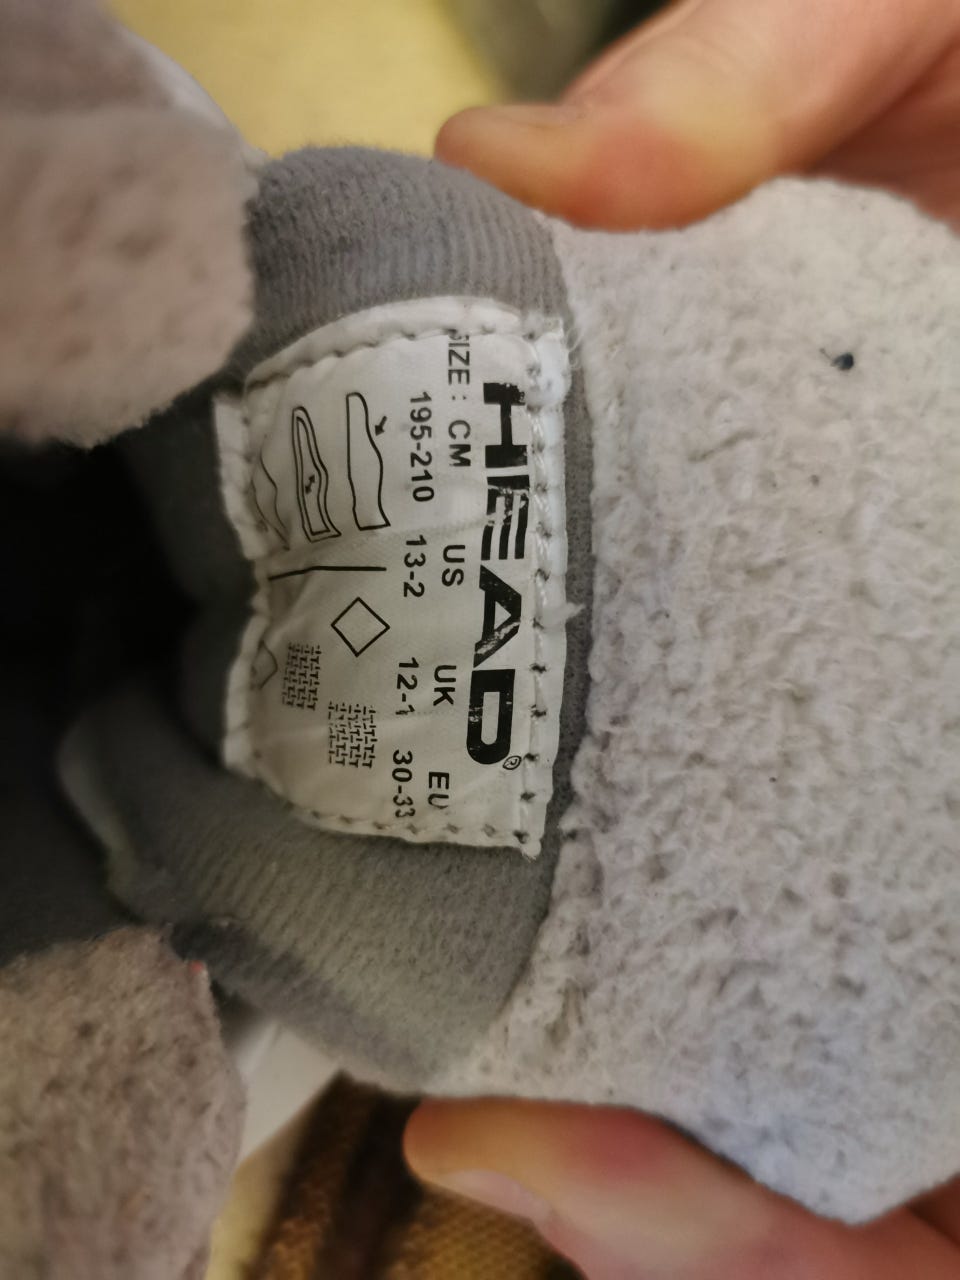 HEAD®
SIZE: CM US UK EU
195-210 13-2 12-1 30-33